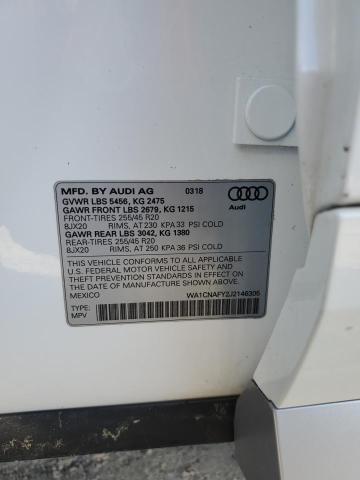 MFD. BY AUDI AG 0318
GVWR LBS 5456, KG 2475
GAWR FRONT LBS 2679, KG 1215
FRONT-TIRES 255/45 R20
8JX20 RIMS, AT 230 KPA 33 PSI COLD
GAWR REAR LBS 3042, KG 1380
REAR-TIRES 255/45 R20
8JX20 RIMS, AT 250 KPA 36 PSI COLD
Audi
THIS VEHICLE CONFORMS TO ALL APPLICABLE
U.S. FEDERAL MOTOR VEHICLE SAFETY AND
THEFT PREVENTION STANDARDS IN EFFECT ON THE
DATE OF MANUFACTURE SHOWN ABOVE.
MEXICO WA1CNAFY2J2146305
TYPE:
MPV